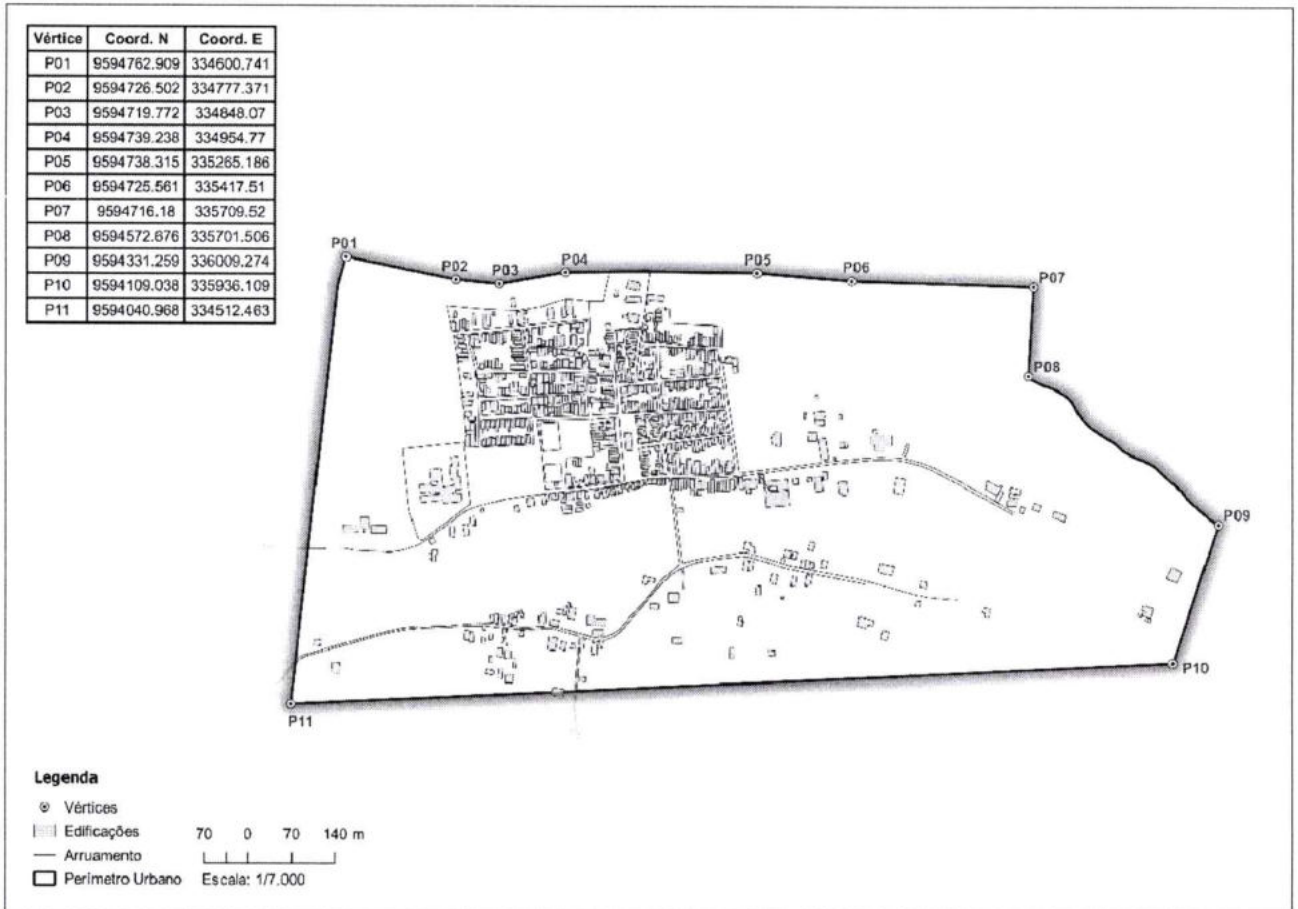 Vértice Coord. N Coord. E
P01 9594762.909 334600.741
P02 9594726.502 334777.371
P03 9594719.772 334848.07
P04 9594739.238 334954.77
P05 9594738.315 335265.186
P06 9594725.561 335417.51
P07 9594716.18 335709.52
P08 9594572.676 335701.506
P09 9594331.259 336009.274
P10 9594109.038 335936.109
P11 9594040.968 334512.463
P01
P02
P03
P04
P05
P06
P07
P08
P09
P10
P11
Legenda
Vértices
Edificações
Arruamento
Perímetro Urbano
70 0 70 140 m
Escala: 1/7.000